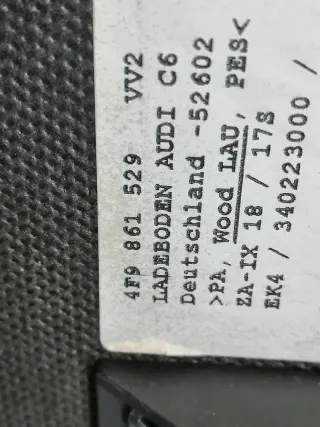 4F9 861 529 VV2
LADEBODEN AUDI C6
Deutschland -52602
>PA, Wood LAU, PES<
ZA-IX 18 / 17S
EK4 / 340223000 /